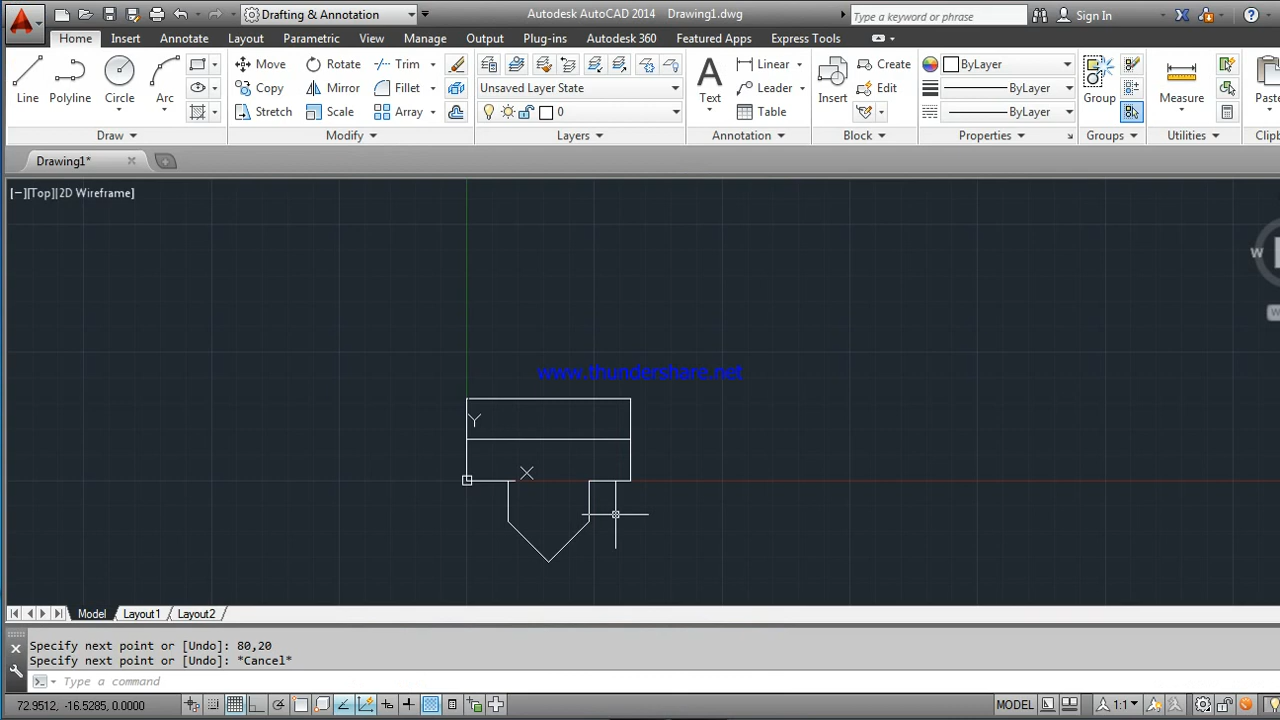 Drafting & Annotation
Autodesk AutoCAD 2014 Drawing1.dwg
Type a keyword or phrase
Sign In
Home Insert Annotate Layout Parametric View Manage Output Plug-ins Autodesk 360 Featured Apps Express Tools
Line Polyline Circle Arc
Move Rotate Trim
Copy Mirror Fillet
Stretch Scale Array
Unsaved Layer State
0
Text
Linear
Leader
Table
Insert
Create
Edit
ByLayer
ByLayer
ByLayer
Group
Measure
Draw Modify Layers Annotation Block Properties Groups Utilities
Drawing1*
[−][Top][2D Wireframe]
W
www.thundershare.net
Y
X
Model Layout1 Layout2
Specify next point or [Undo]: 80,20
Specify next point or [Undo]: *Cancel*
Type a command
72.9512, -16.5285, 0.0000
MODEL
1:1